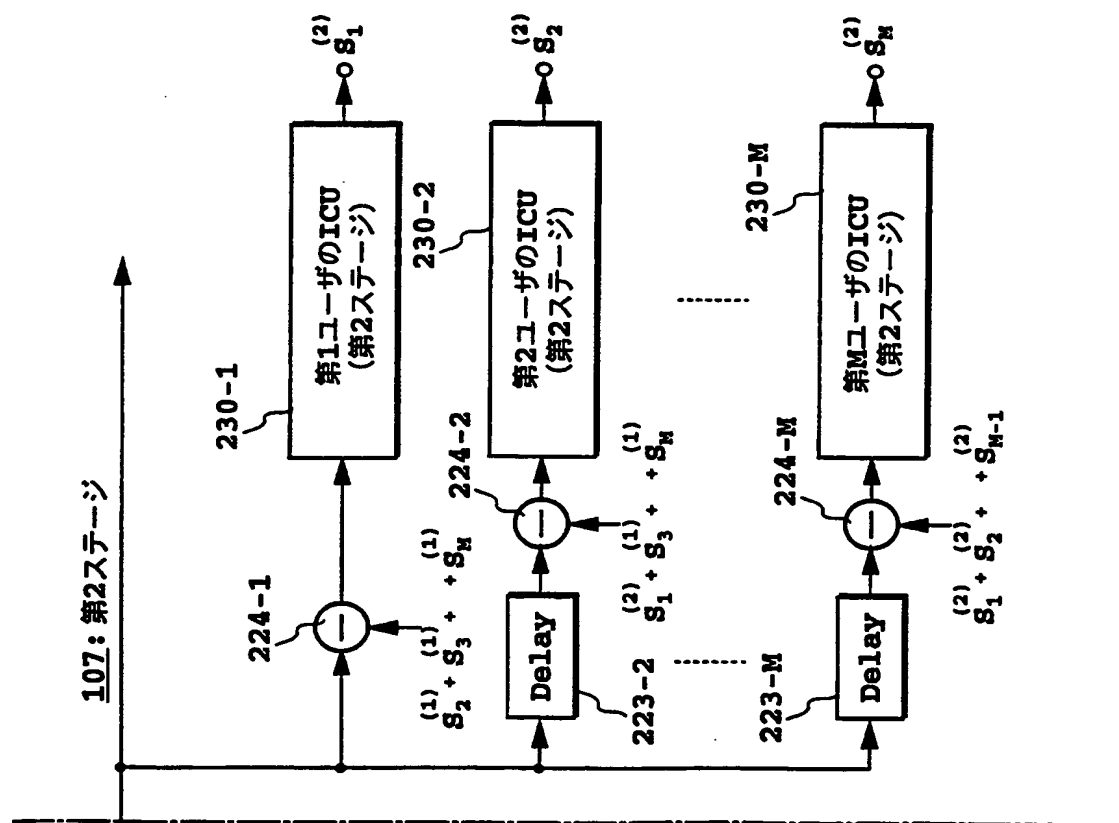 107:第2ステージ
224-1
S₂⁽¹⁾ + S₃⁽¹⁾ + + S_M⁽¹⁾
230-1
第1ユーザのICU
(第2ステージ)
S₁⁽²⁾
Delay
223-2
224-2
S₁⁽²⁾ + S₃⁽¹⁾ + + S_M⁽¹⁾
230-2
第2ユーザのICU
(第2ステージ)
S₂⁽²⁾
Delay
223-M
224-M
S₁⁽²⁾ + S₂⁽²⁾ + + S_M-1⁽²⁾
230-M
第MユーザのICU
(第2ステージ)
S_M⁽²⁾